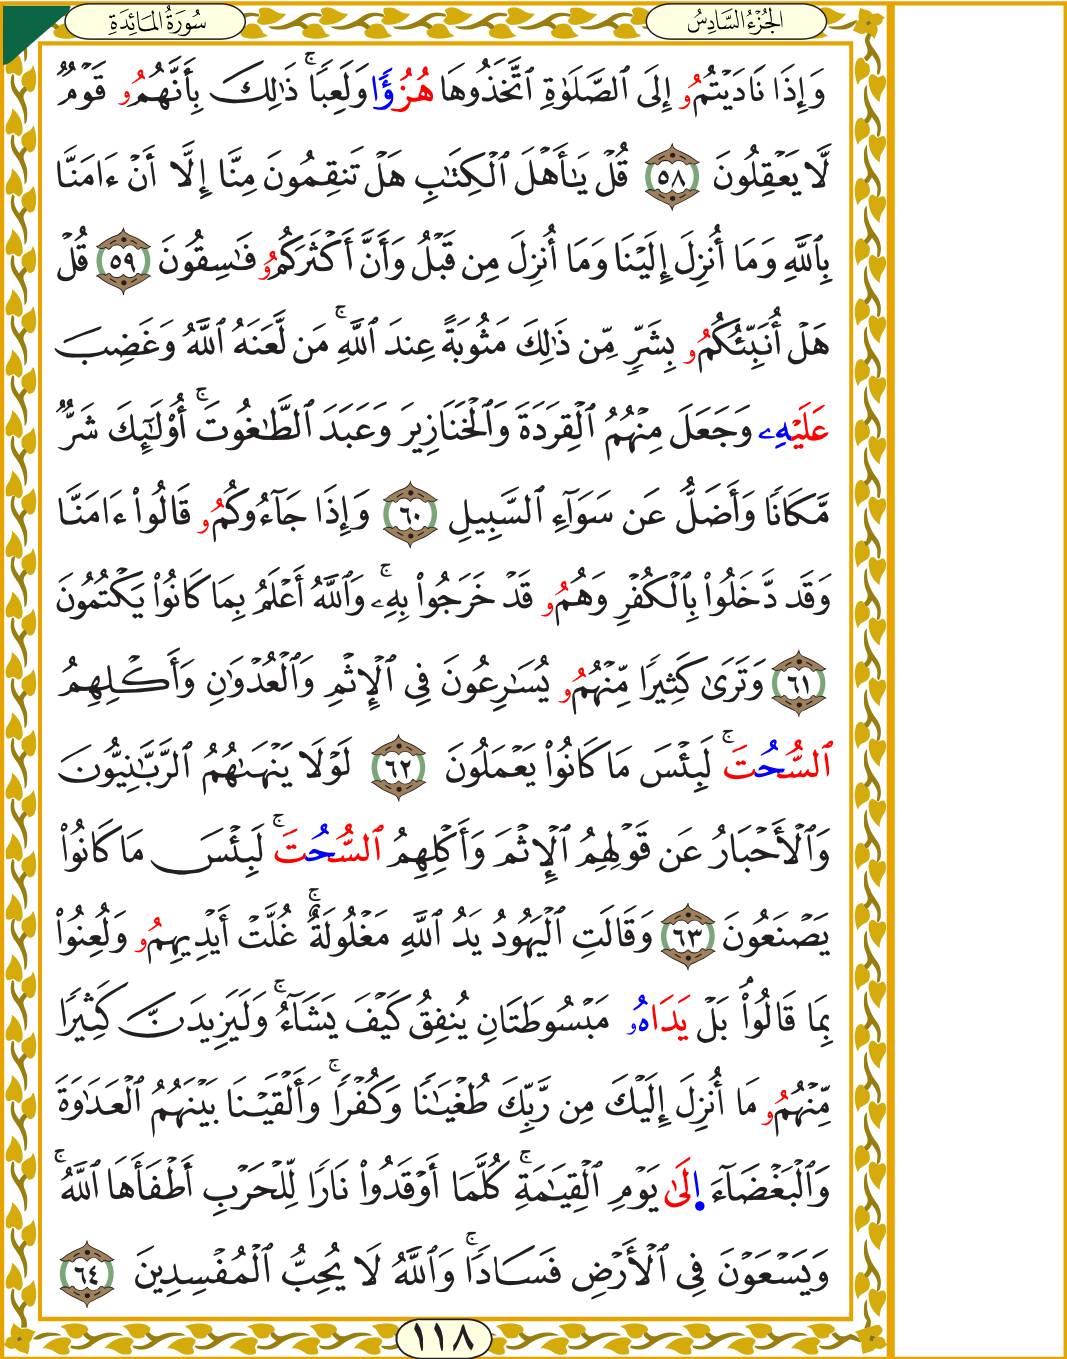 الجُزْءُ السَّادِسُ
سُورَةُ المَائِدَةِ
وَإِذَا نَادَيْتُمُۥ إِلَى ٱلصَّلَوٰةِ ٱتَّخَذُوهَا هُزُؤٗا وَلَعِبٗاۚ ذَٰلِكَ بِأَنَّهُمُۥ قَوۡمٞ
لَّا يَعۡقِلُونَ ٥٨ قُلۡ يَٰٓأَهۡلَ ٱلۡكِتَٰبِ هَلۡ تَنقِمُونَ مِنَّا إِلَّا أَنۡ ءَامَنَّا
بِٱللَّهِ وَمَا أُنزِلَ إِلَيۡنَا وَمَا أُنزِلَ مِن قَبۡلُ وَأَنَّ أَكۡثَرَكُمُۥ فَٰسِقُونَ ٥٩ قُلۡ
هَلۡ أُنَبِّئُكُمُۥ بِشَرّٖ مِّن ذَٰلِكَ مَثُوبَةً عِندَ ٱللَّهِۚ مَن لَّعَنَهُ ٱللَّهُ وَغَضِبَ
عَلَيۡهِۦ وَجَعَلَ مِنۡهُمُ ٱلۡقِرَدَةَ وَٱلۡخَنَازِيرَ وَعَبَدَ ٱلطَّٰغُوتَۚ أُوْلَٰٓئِكَ شَرّٞ
مَّكَانٗا وَأَضَلُّ عَن سَوَآءِ ٱلسَّبِيلِ ٦٠ وَإِذَا جَآءُوكُمُۥ قَالُواْ ءَامَنَّا
وَقَد دَّخَلُواْ بِٱلۡكُفۡرِ وَهُمُۥ قَدۡ خَرَجُواْ بِهِۦۚ وَٱللَّهُ أَعۡلَمُ بِمَا كَانُواْ يَكۡتُمُونَ
٦١ وَتَرَىٰ كَثِيرٗا مِّنۡهُمُۥ يُسَٰرِعُونَ فِي ٱلۡإِثۡمِ وَٱلۡعُدۡوَٰنِ وَأَكۡلِهِمُ
ٱلسُّحُتَۚ لَبِئۡسَ مَا كَانُواْ يَعۡمَلُونَ ٦٢ لَوۡلَا يَنۡهَىٰهُمُ ٱلرَّبَّٰنِيُّونَ
وَٱلۡأَحۡبَارُ عَن قَوۡلِهِمُ ٱلۡإِثۡمَ وَأَكۡلِهِمُ ٱلسُّحُتَۚ لَبِئۡسَ مَا كَانُواْ
يَصۡنَعُونَ ٦٣ وَقَالَتِ ٱلۡيَهُودُ يَدُ ٱللَّهِ مَغۡلُولَةٌۚ غُلَّتۡ أَيۡدِيهِمُۥ وَلُعِنُواْ
بِمَا قَالُواْۘ بَلۡ يَدَاهُۥ مَبۡسُوطَتَانِ يُنفِقُ كَيۡفَ يَشَآءُۚ وَلَيَزِيدَنَّ كَثِيرٗا
مِّنۡهُمُۥ مَا أُنزِلَ إِلَيۡكَ مِن رَّبِّكَ طُغۡيَٰنٗا وَكُفۡرٗاۚ وَأَلۡقَيۡنَا بَيۡنَهُمُ ٱلۡعَدَٰوَةَ
وَٱلۡبَغۡضَآءَ اِلَىٰ يَوۡمِ ٱلۡقِيَٰمَةِۚ كُلَّمَا أَوۡقَدُواْ نَارٗا لِّلۡحَرۡبِ أَطۡفَأَهَا ٱللَّهُۚ
وَيَسۡعَوۡنَ فِي ٱلۡأَرۡضِ فَسَادٗاۚ وَٱللَّهُ لَا يُحِبُّ ٱلۡمُفۡسِدِينَ ٦٤
١١٨